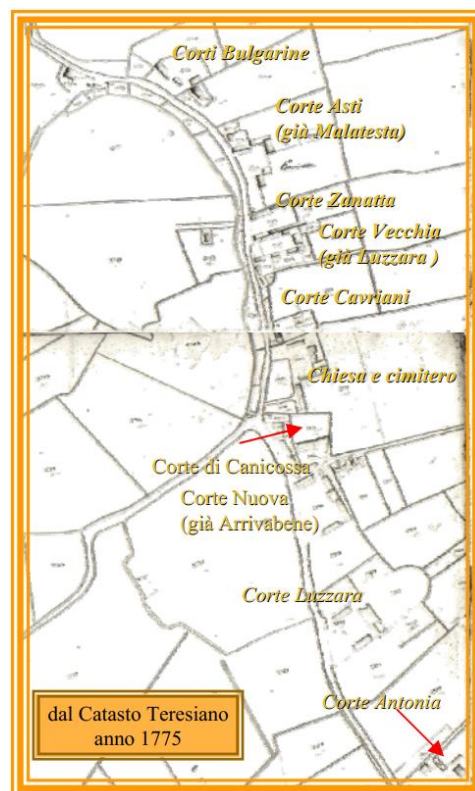 Corti Bulgarine
Corte Asti
(già Malatesta)
Corte Zanatta
Corte Vecchia
(già Luzzara )
Corte Cavriani
Chiesa e cimitero
Corte di Canicossa
Corte Nuova
(già Arrivabene)
Corte Luzzara
Corte Antonia
dal Catasto Teresiano
anno 1775